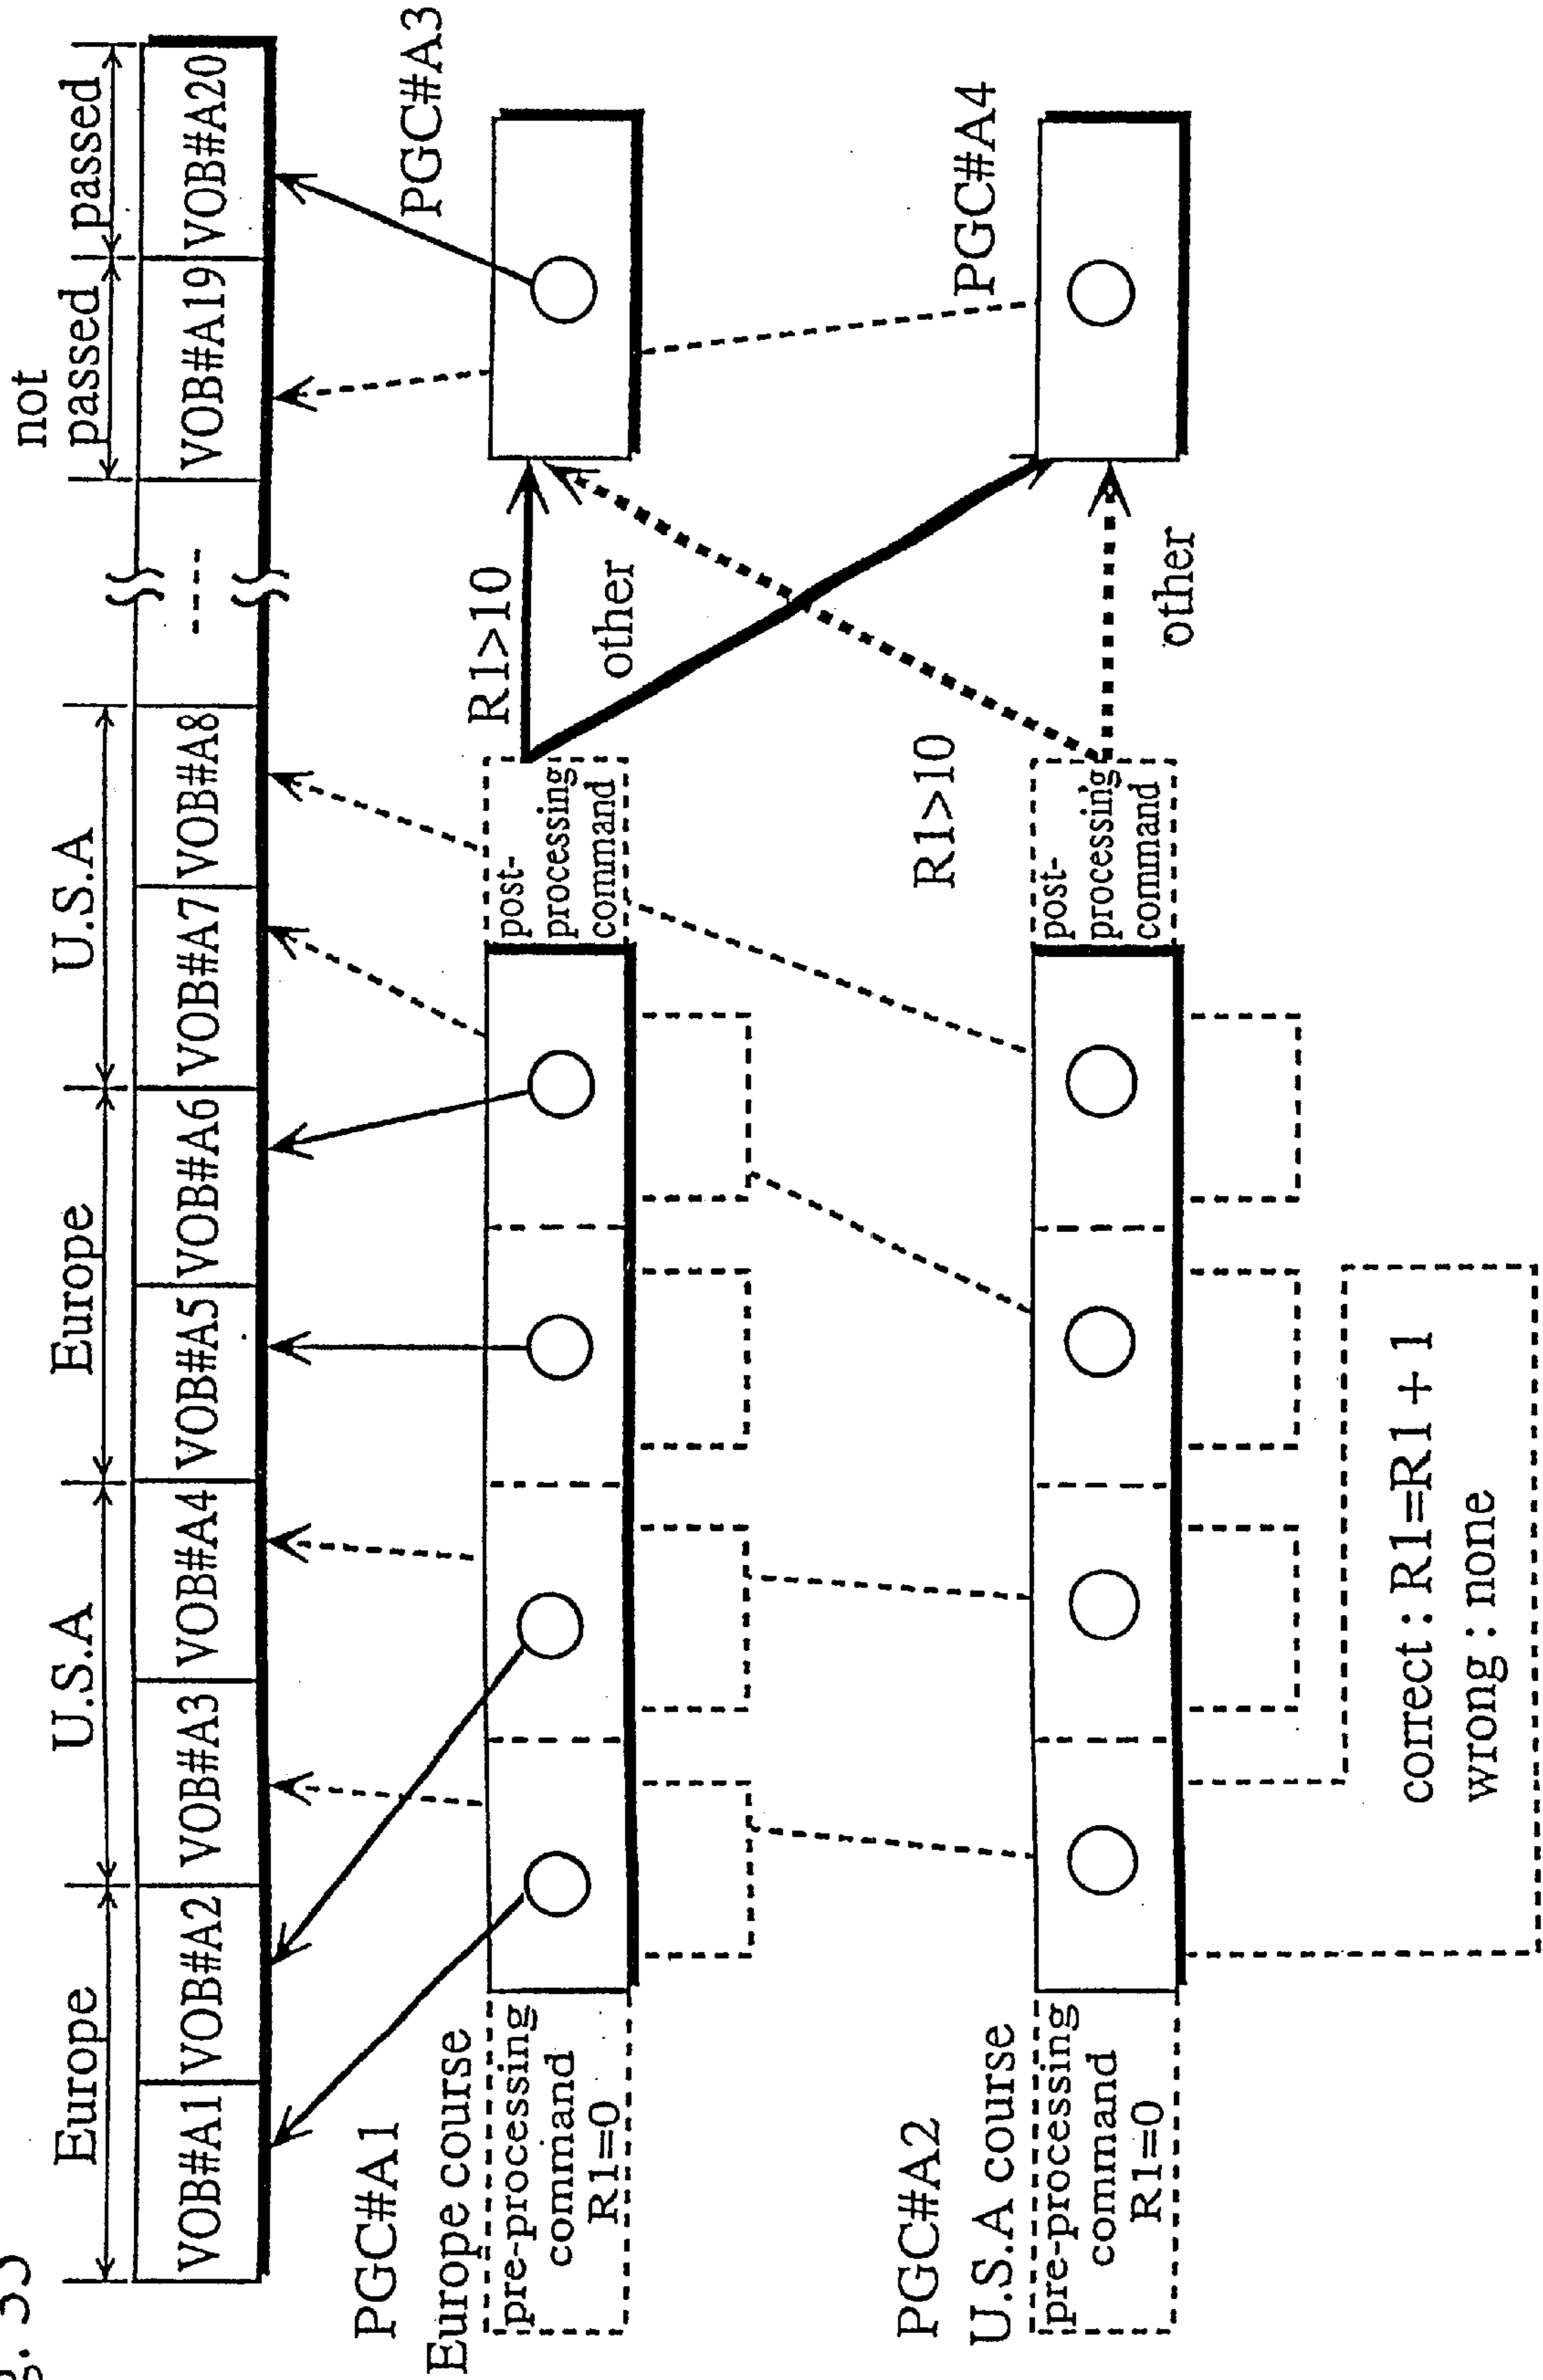 g. 35
Europe
U.S.A
Europe
U.S.A
not
passed
passed
VOB#A1
VOB#A2
VOB#A3
VOB#A4
VOB#A5
VOB#A6
VOB#A7
VOB#A8
VOB#A19
VOB#A20
PGC#A1
Europe course
pre-processing
command
R1=0
post-
processing
command
R1>10
other
PGC#A3
PGC#A2
U.S.A course
pre-processing
command
R1=0
post-
processing
command
R1>10
other
PGC#A4
correct : R1=R1+1
wrong : none